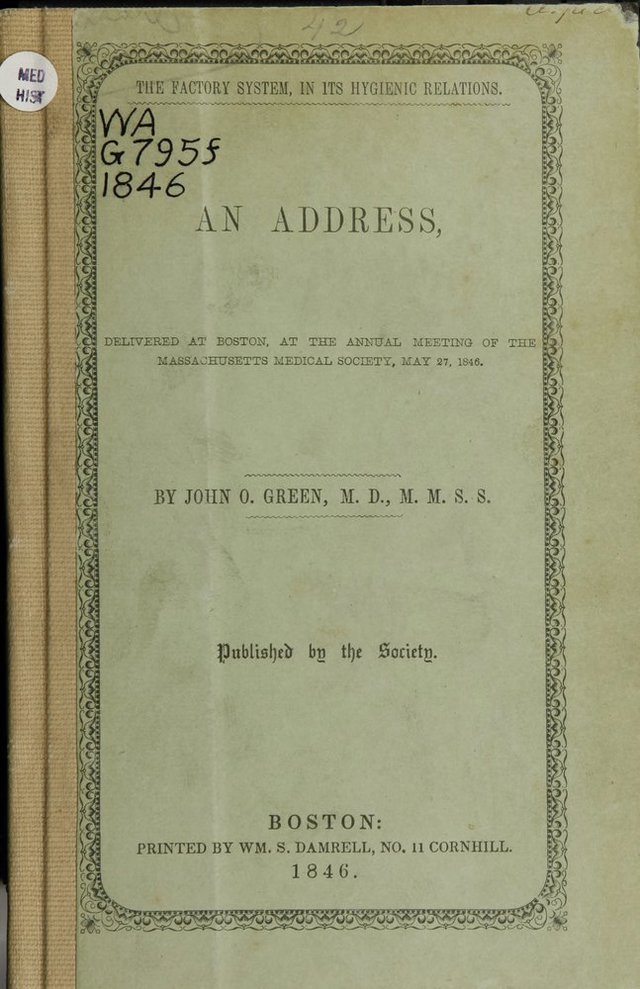 42
MED
HIST
THE FACTORY SYSTEM, IN ITS HYGIENIC RELATIONS.
WA
G795f
1846
AN ADDRESS,
DELIVERED AT BOSTON, AT THE ANNUAL MEETING OF THE
MASSACHUSETTS MEDICAL SOCIETY, MAY 27, 1846.
BY JOHN O. GREEN, M. D., M. M. S. S.
Published by the Society.
BOSTON:
PRINTED BY WM. S. DAMRELL, NO. 11 CORNHILL.
1846.